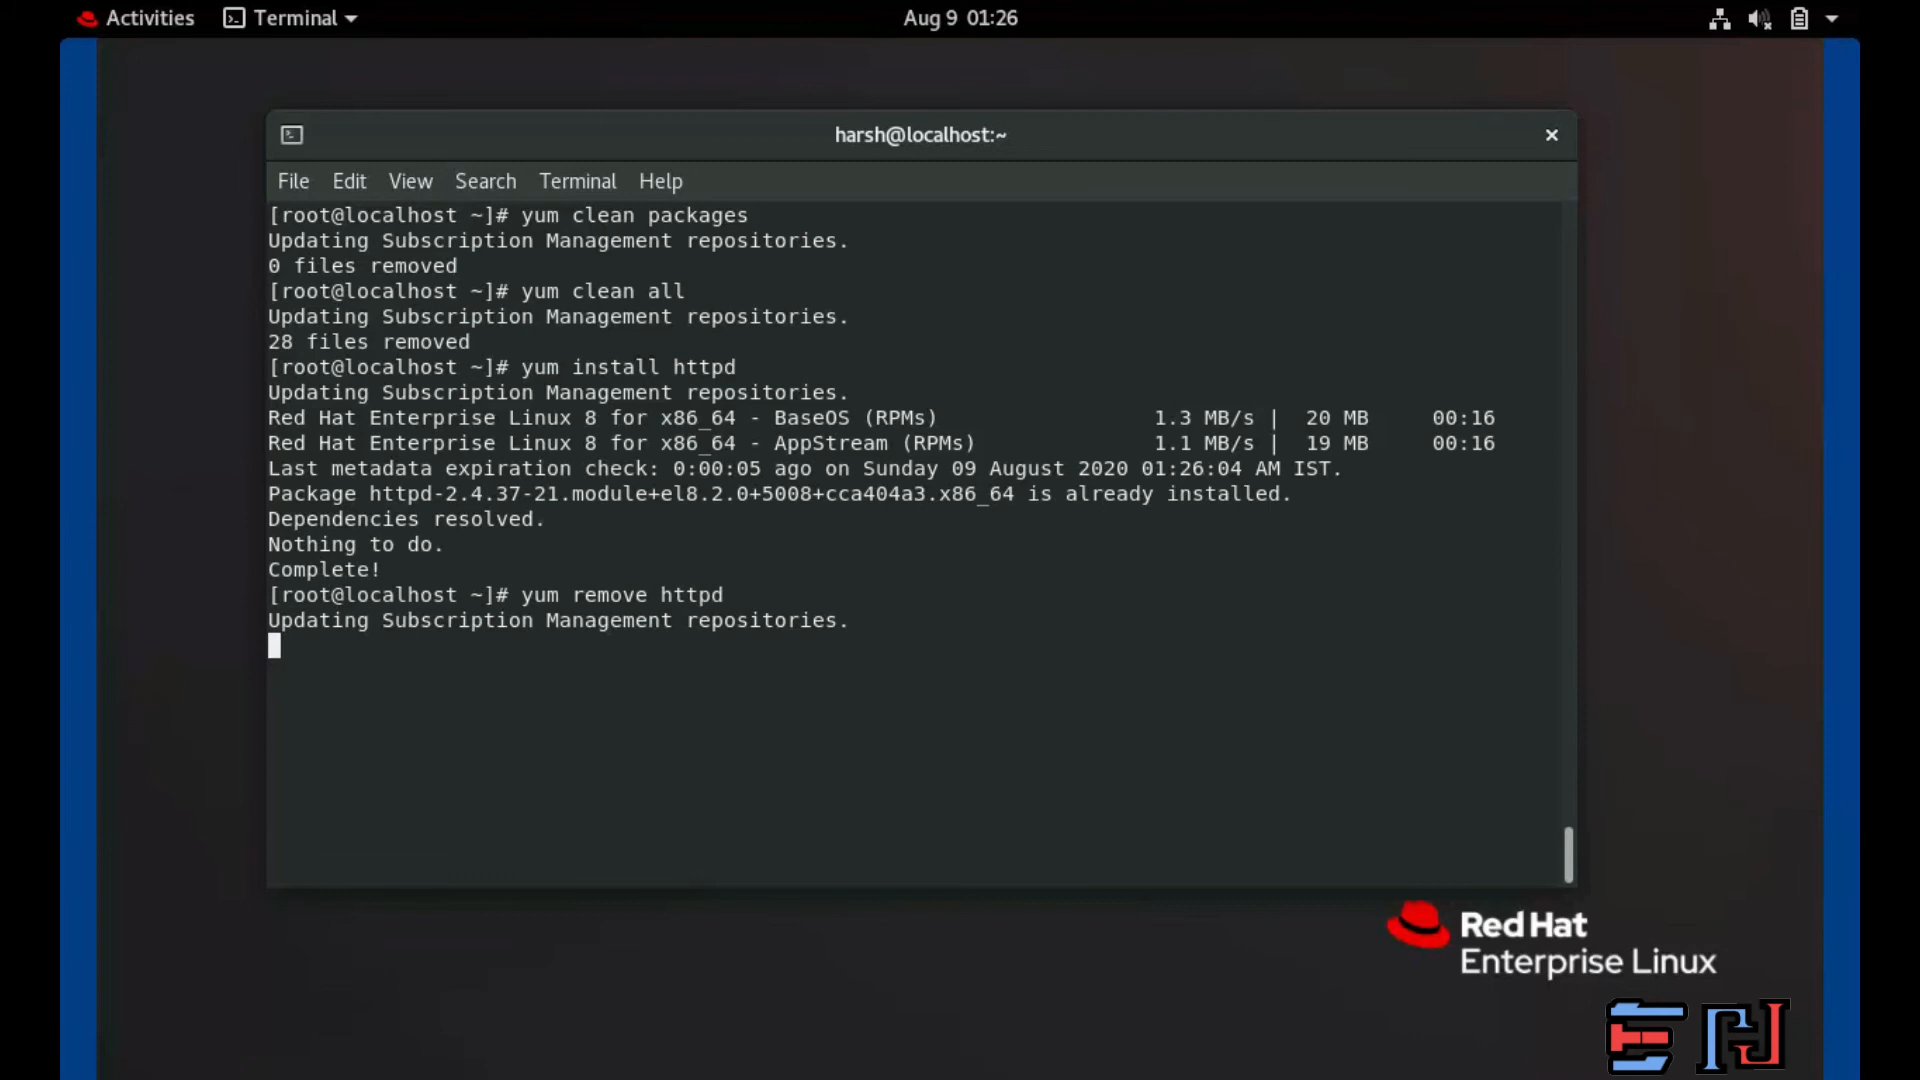 Activities Terminal Aug 9 01:26
harsh@localhost:~
File Edit View Search Terminal Help
[root@localhost ~]# yum clean packages
Updating Subscription Management repositories.
0 files removed
[root@localhost ~]# yum clean all
Updating Subscription Management repositories.
28 files removed
[root@localhost ~]# yum install httpd
Updating Subscription Management repositories.
Red Hat Enterprise Linux 8 for x86_64 - BaseOS (RPMs) 1.3 MB/s | 20 MB 00:16
Red Hat Enterprise Linux 8 for x86_64 - AppStream (RPMs) 1.1 MB/s | 19 MB 00:16
Last metadata expiration check: 0:00:05 ago on Sunday 09 August 2020 01:26:04 AM IST.
Package httpd-2.4.37-21.module+el8.2.0+5008+cca404a3.x86_64 is already installed.
Dependencies resolved.
Nothing to do.
Complete!
[root@localhost ~]# yum remove httpd
Updating Subscription Management repositories.
Red Hat
Enterprise Linux